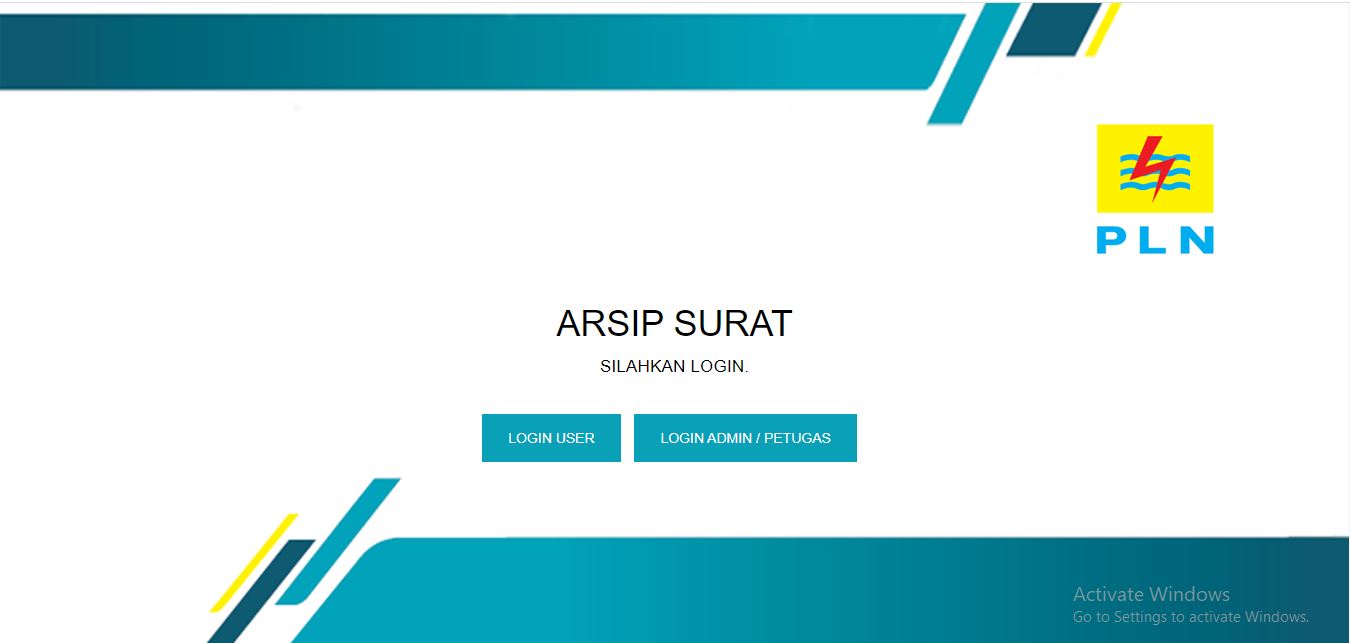 PLN
ARSIP SURAT
SILAHKAN LOGIN.
LOGIN USER
LOGIN ADMIN / PETUGAS
Activate Windows
Go to Settings to activate Windows.